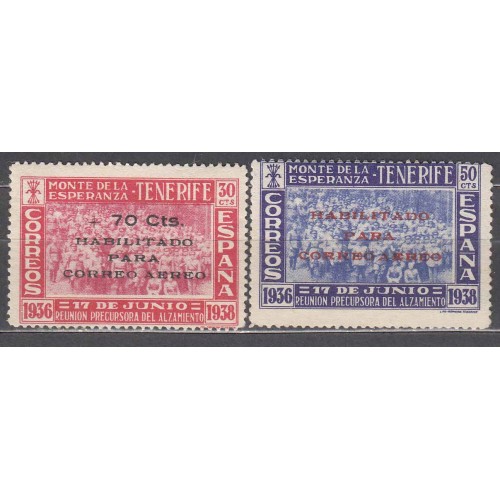 MONTE DE LA
ESPERANZA - TENERIFE
30
CTS
CORREOS
ESPAÑA
+ 70 Cts.
HABILITADO
PARA
CORREO AEREO
1936 = 17 DE JUNIO = 1938
REUNION PRECURSORA DEL ALZAMIENTO
MONTE DE LA
ESPERANZA - TENERIFE
50
CTS
CORREOS
ESPAÑA
HABILITADO
PARA
CORREO AEREO
1936 = 17 DE JUNIO = 1938
REUNION PRECURSORA DEL ALZAMIENTO